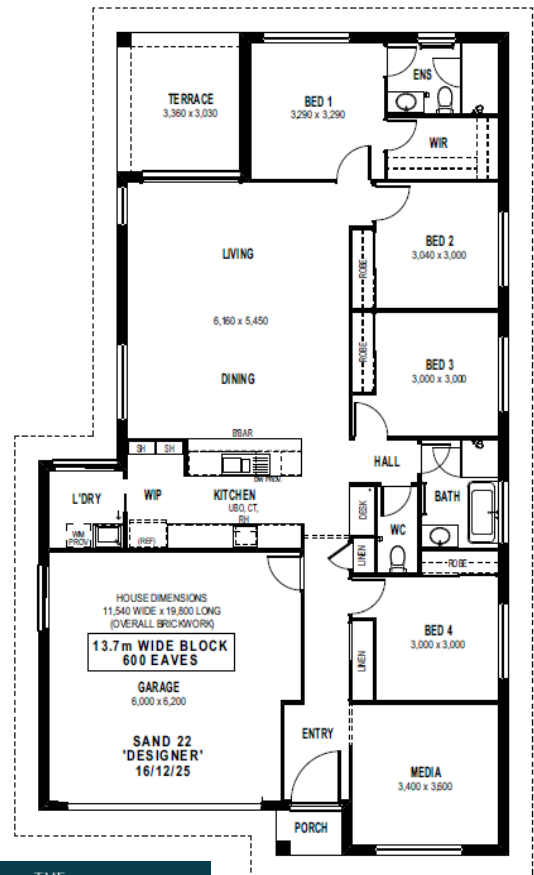 TERRACE
3,360 x 3,030
BED 1
3,290 x 3,290
ENS
WIR
LIVING
6,160 x 5,450
DINING
BED 2
3,040 x 3,000
ROBE
ROBE
BED 3
3,000 x 3,000
B'BAR
SH
SH
DW PROV.
HALL
L'DRY
WIP
KITCHEN
UBO, CT,
RH
DESK
WC
BATH
WM
PROV
(REF)
LINEN
ROBE
HOUSE DIMENSIONS
11,540 WIDE x 19,800 LONG
(OVERALL BRICKWORK)
13.7m WIDE BLOCK
600 EAVES
GARAGE
6,000 x 6,200
SAND 22
'DESIGNER'
16/12/25
BED 4
3,000 x 3,000
LINEN
ENTRY
MEDIA
3,400 x 3,600
PORCH